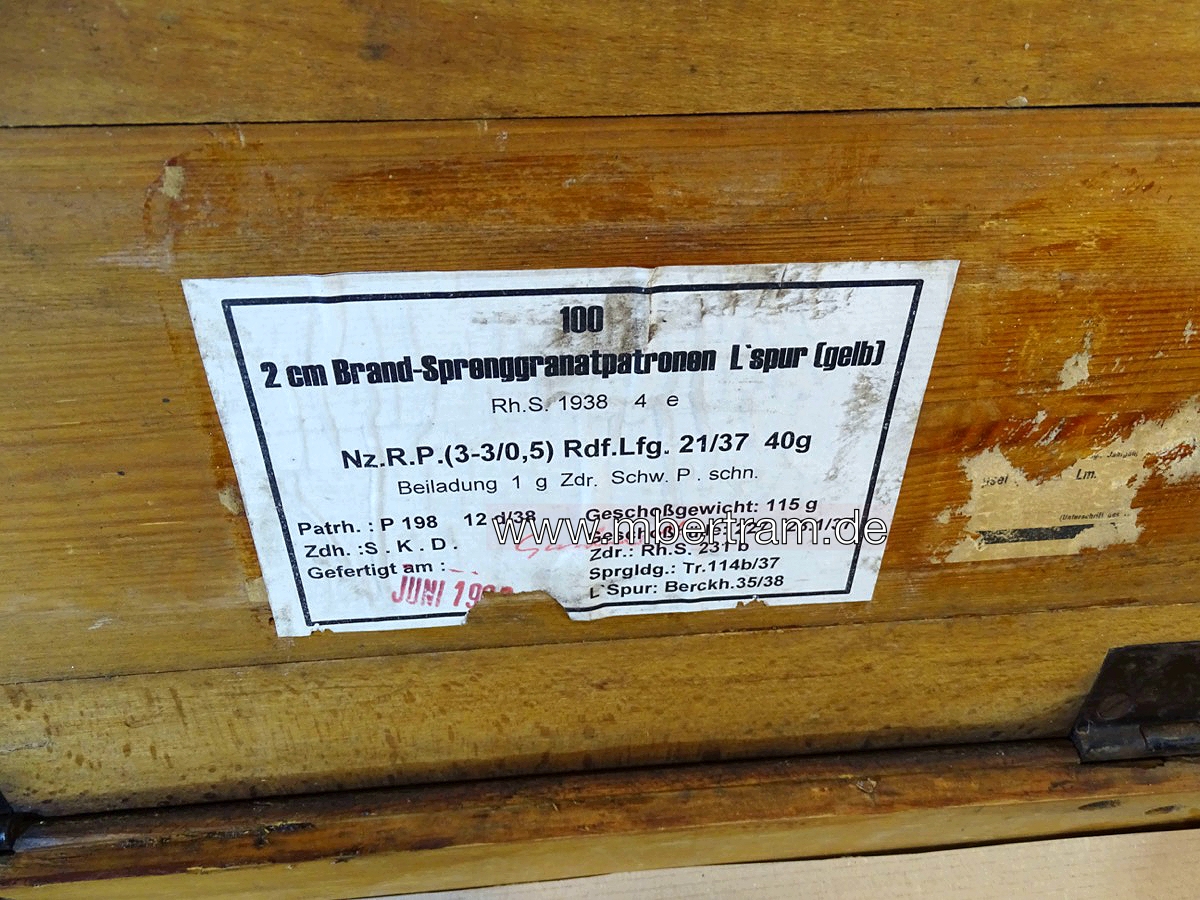 100
2 cm Brand-Sprenggranatpatronen L`spur (gelb)
Rh.S. 1938 4 e
Nz.R.P.(3-3/0,5) Rdf.Lfg. 21/37 40g
Beiladung 1 g Zdr. Schw. P. schn.
Patrh. : P 198 12 d/38
Zdh. :S . K . D .
Gefertigt am :
JUNI
Geschoßgewicht: 115 g
Zdr.: Rh.S. 231 b
Sprgldg.: Tr.114b/37
L`Spur: Berckh.35/38
www.mbertram.de
Lm.
(Unterschrift des